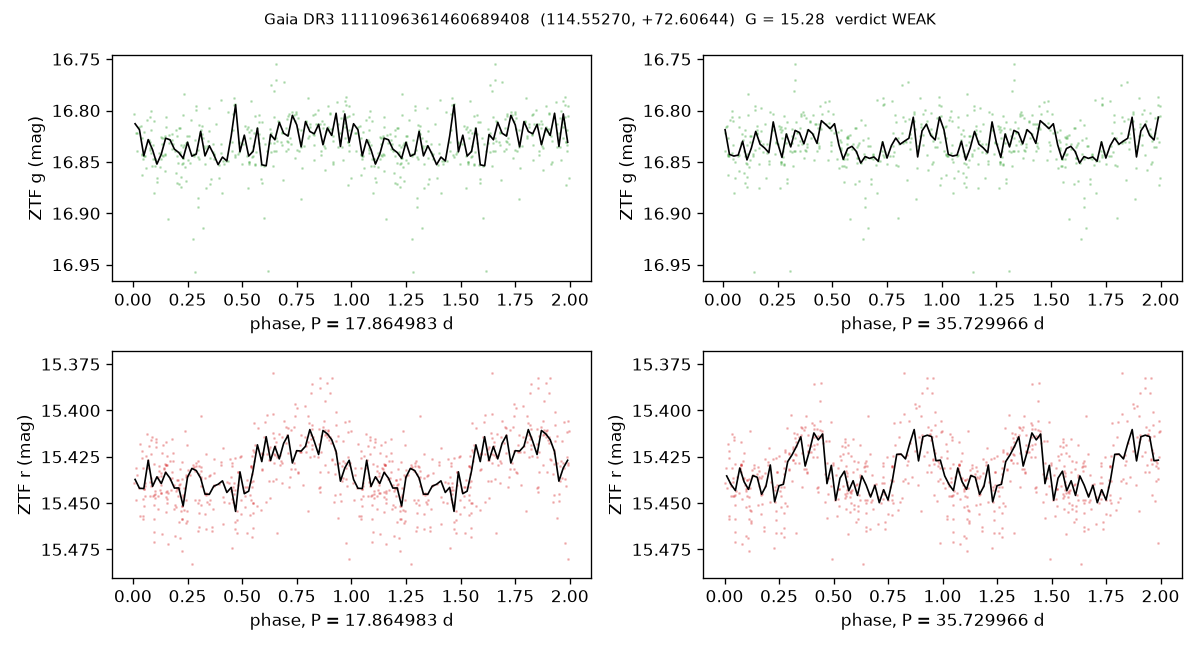 Gaia DR3 1111096361460689408  (114.55270, +72.60644)  G = 15.28  verdict WEAK
ZTF g (mag)
16.75
16.80
16.85
16.90
16.95
0.00 0.25 0.50 0.75 1.00 1.25 1.50 1.75 2.00
phase, P = 17.864983 d
ZTF g (mag)
16.75
16.80
16.85
16.90
16.95
0.00 0.25 0.50 0.75 1.00 1.25 1.50 1.75 2.00
phase, P = 35.729966 d
ZTF r (mag)
15.375
15.400
15.425
15.450
15.475
0.00 0.25 0.50 0.75 1.00 1.25 1.50 1.75 2.00
phase, P = 17.864983 d
ZTF r (mag)
15.375
15.400
15.425
15.450
15.475
0.00 0.25 0.50 0.75 1.00 1.25 1.50 1.75 2.00
phase, P = 35.729966 d